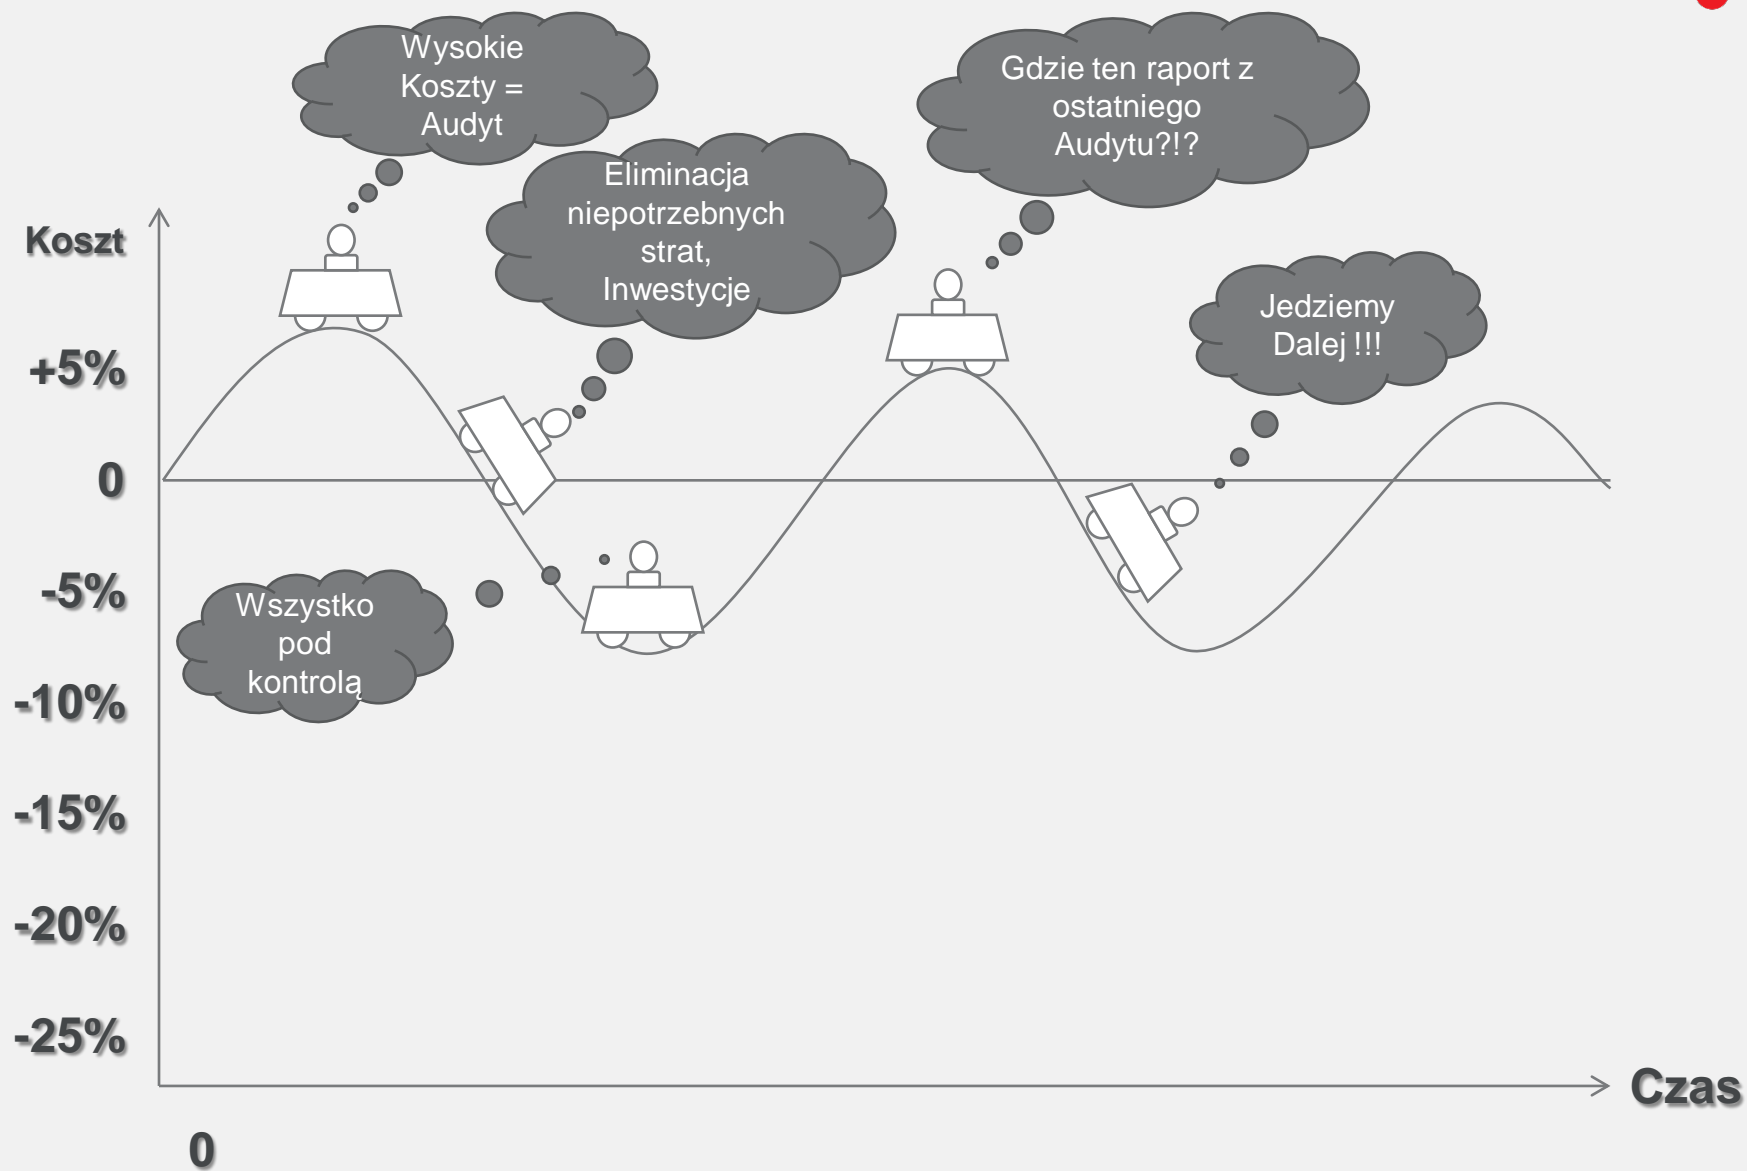 Wysokie
Koszty =
Audyt
Gdzie ten raport z
ostatniego
Audytu?!?
Eliminacja
niepotrzebnych
strat,
Inwestycje
Jedziemy
Dalej !!!
Wszystko
pod
kontrolą
Koszt
+5%
0
-5%
-10%
-15%
-20%
-25%
Czas
0